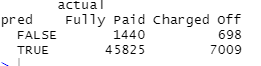 actual
pred Fully Paid Charged Off
FALSE 1440 698
TRUE 45825 7009
>